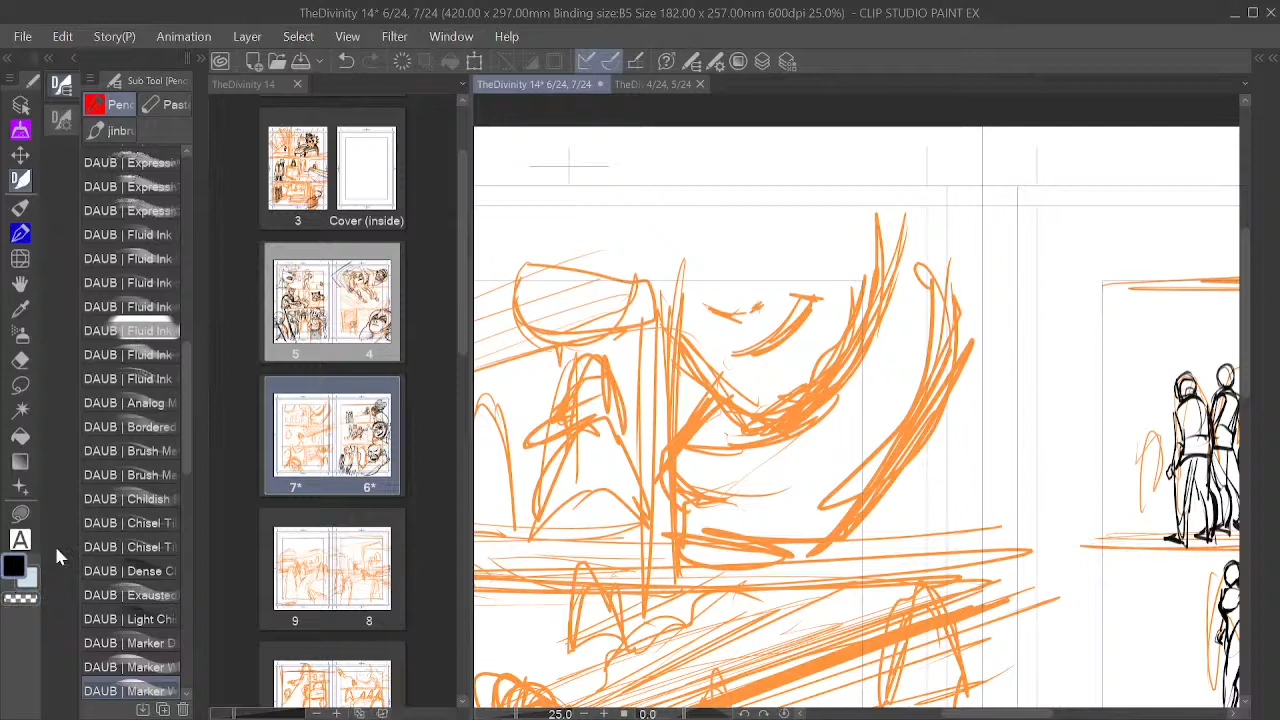 TheDivinity 14* 6/24, 7/24 (420.00 x 297.00mm Binding size:B5 Size 182.00 x 257.00mm 600dpi 25.0%) - CLIP STUDIO PAINT EX
File Edit Story(P) Animation Layer Select View Filter Window Help
Sub Tool [Penc
TheDivinity 14
TheDivinity 14* 6/24, 7/24
TheDi 4/24, 5/24
Penc
Paste
jinbru
DAUB | Express
DAUB | Express
DAUB | Express
DAUB | Fluid Ink
DAUB | Fluid Ink
DAUB | Fluid Ink
DAUB | Fluid Ink
DAUB | Fluid Ink
DAUB | Fluid Ink
DAUB | Fluid Ink
DAUB | Analog M
DAUB | Bordered
DAUB | Brush Ma
DAUB | Brush Ma
DAUB | Childish
DAUB | Chisel Ti
DAUB | Chisel Ti
DAUB | Dense C
DAUB | Exauste
DAUB | Light Chi
DAUB | Marker D
DAUB | Marker W
DAUB | Marker W
3 Cover (inside)
5 4
7* 6*
9 8
A
25.0
0.0